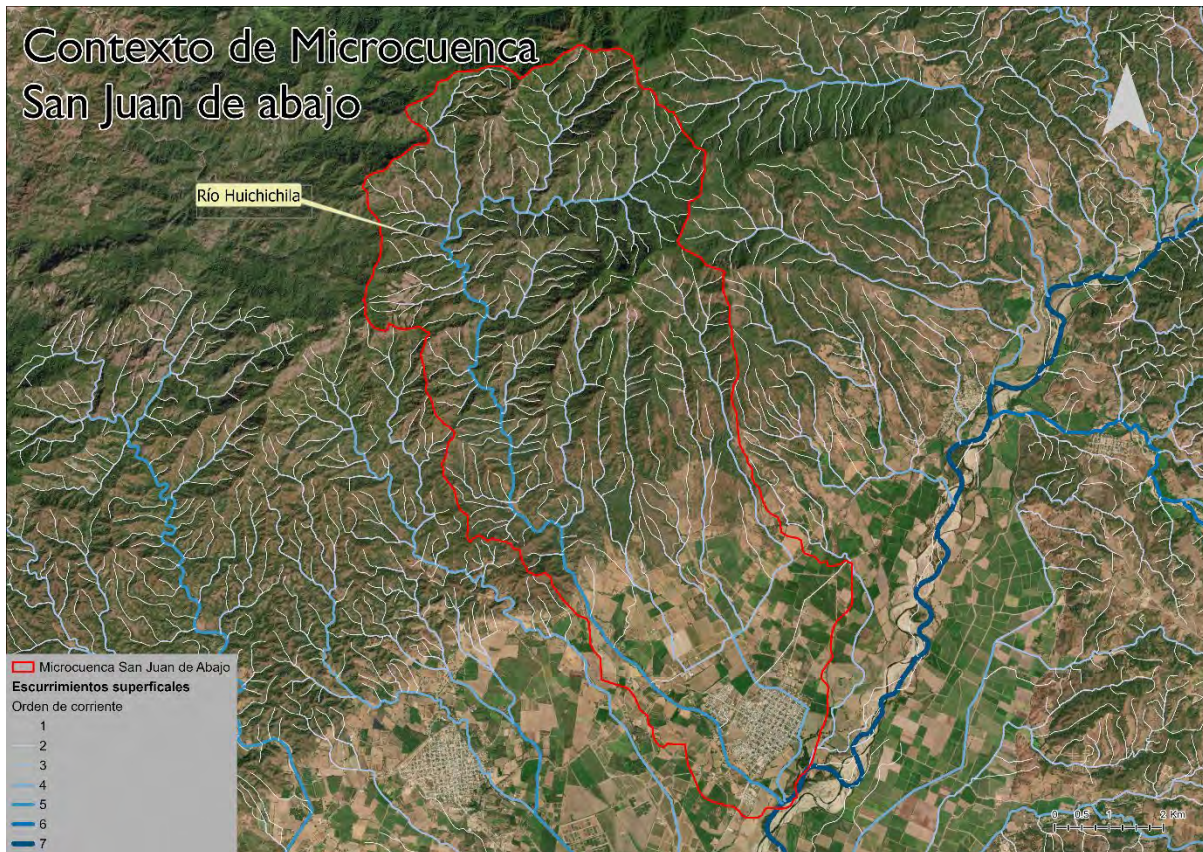 Contexto de Microcuenca
San Juan de abajo
N
Río Huichichila
Microcuenca San Juan de Abajo
Escurrimientos superficales
Orden de corriente
1
2
3
4
5
6
7
0 0.5 1 2 Km